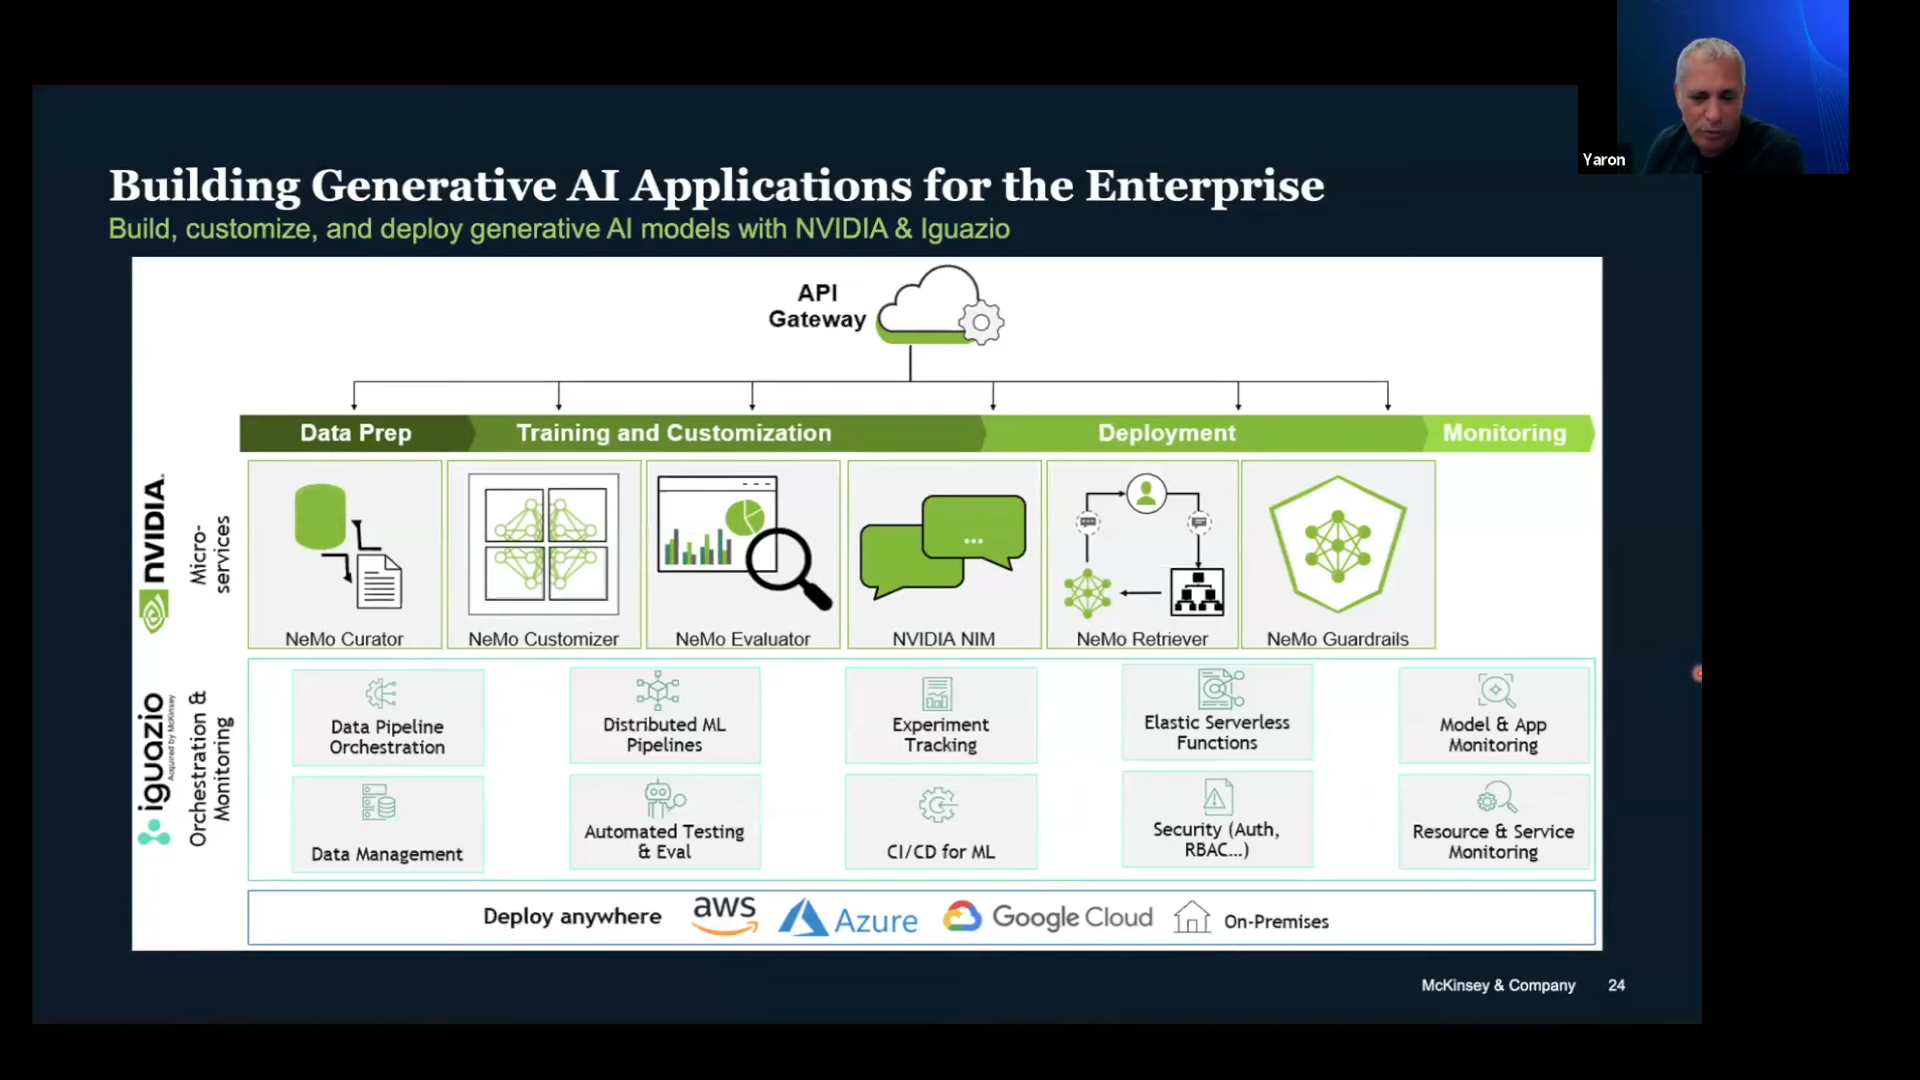 Yaron
Building Generative AI Applications for the Enterprise
Build, customize, and deploy generative AI models with NVIDIA & Iguazio
API
Gateway
Data Prep
Training and Customization
Deployment
Monitoring
NVIDIA.
Micro-
services
NeMo Curator
NeMo Customizer
NeMo Evaluator
NVIDIA NIM
NeMo Retriever
NeMo Guardrails
iguazio
Acquired by McKinsey
Orchestration &
Monitoring
Data Pipeline
Orchestration
Distributed ML
Pipelines
Experiment
Tracking
Elastic Serverless
Functions
Model & App
Monitoring
Data Management
Automated Testing
& Eval
CI/CD for ML
Security (Auth,
RBAC...)
Resource & Service
Monitoring
Deploy anywhere
aws
Azure
Google Cloud
On-Premises
McKinsey & Company
24